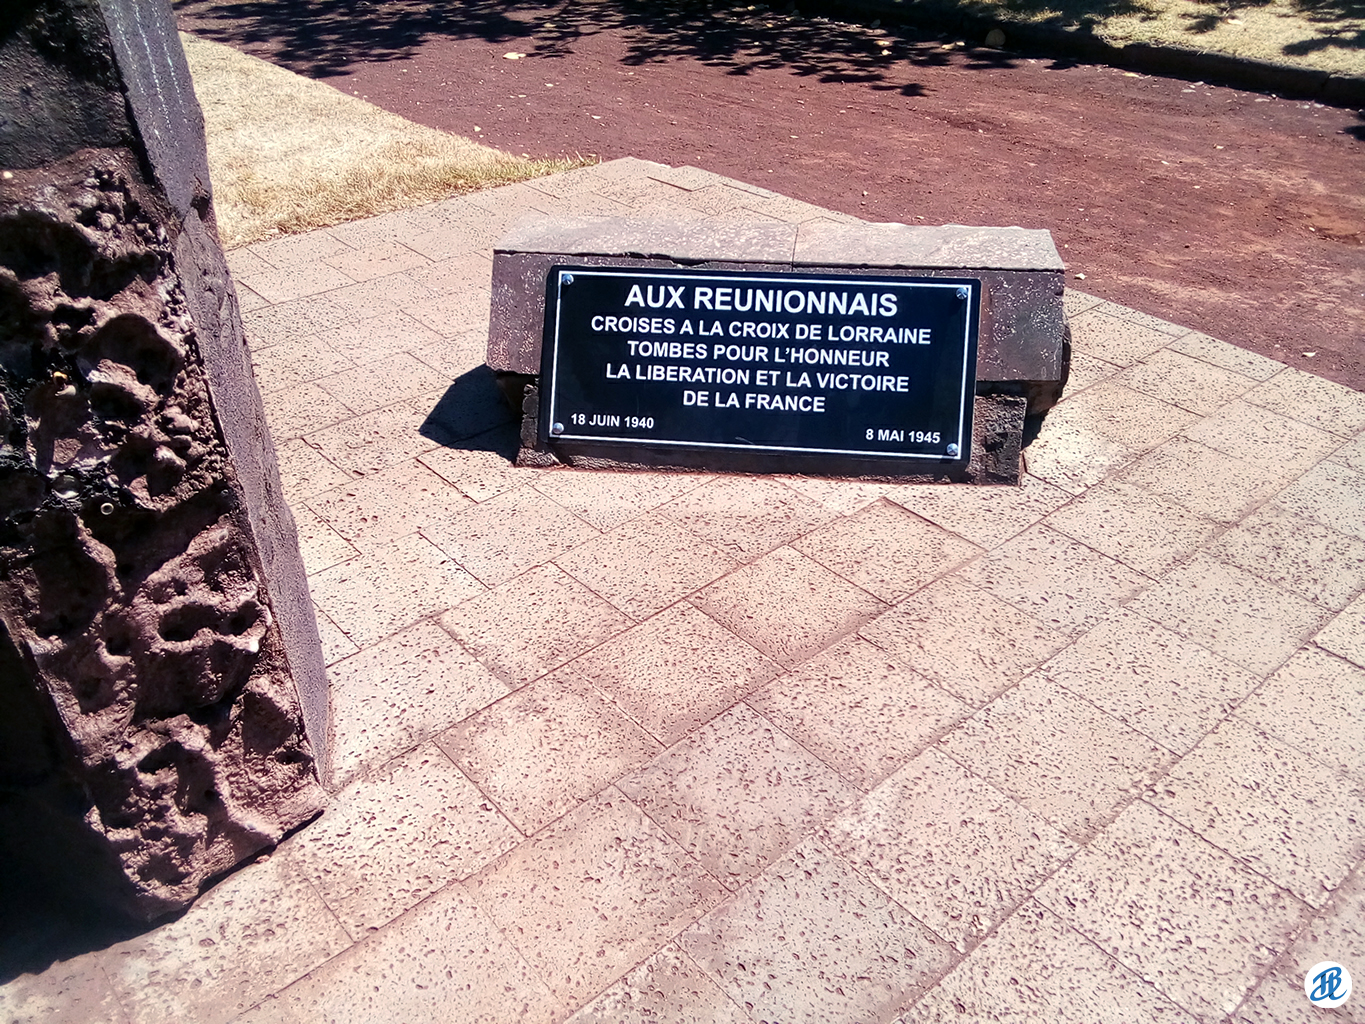 AUX REUNIONNAIS
CROISES A LA CROIX DE LORRAINE
TOMBES POUR L'HONNEUR
LA LIBERATION ET LA VICTOIRE
DE LA FRANCE
18 JUIN 1940
8 MAI 1945